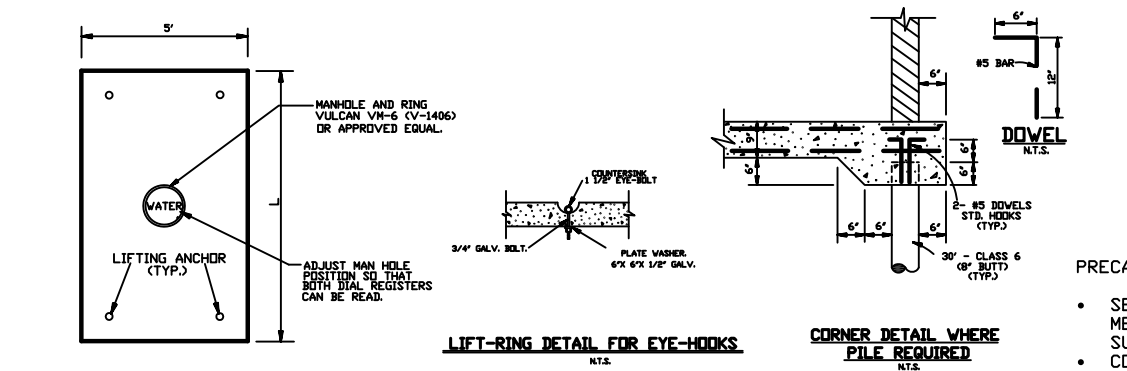 5'
MANHOLE AND RING
VULCAN VM-6 (V-1406)
OR APPROVED EQUAL.
WATER
L
LIFTING ANCHOR
(TYP.)
ADJUST MAN HOLE
POSITION SO THAT
BOTH DIAL REGISTERS
CAN BE READ.
COUNTERSINK
1 1/2" EYE-BOLT
3/4" GALV. BOLT.
PLATE WASHER.
6"X 6"X 1/2" GALV.
LIFT-RING DETAIL FOR EYE-HOOKS
N.T.S.
6"
9"
6"
6"
6"
6"
6"
6"
2- #5 DOWELS
STD. HOOKS
(TYP.)
30' - CLASS 6
(8" BUTT)
(TYP.)
CORNER DETAIL WHERE
PILE REQUIRED
N.T.S.
6"
#5 BAR
12"
DOWEL
N.T.S.
PRECA
• SE
ME
SU
• CO